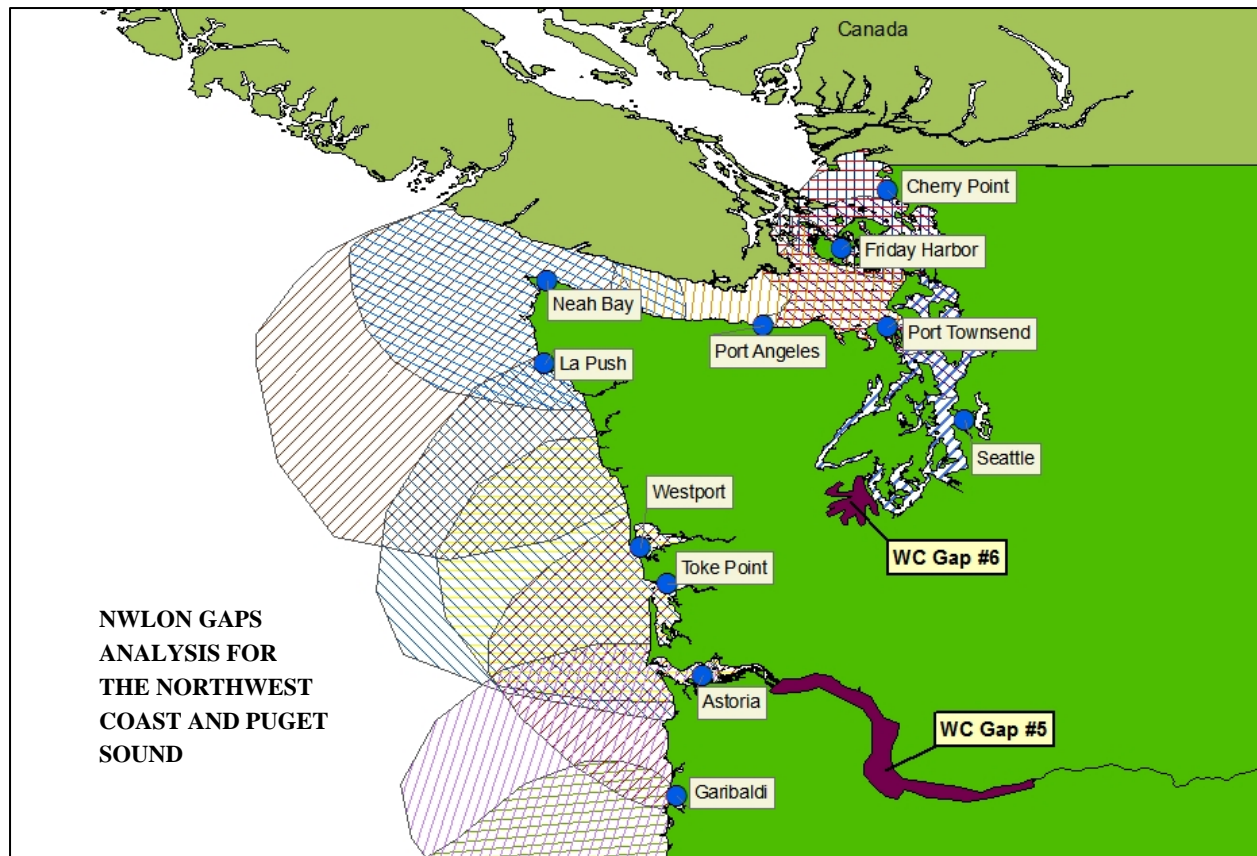 Canada
Cherry Point
Friday Harbor
Neah Bay
Port Townsend
Port Angeles
La Push
Seattle
Westport
WC Gap #6
Toke Point
NWLON GAPS
ANALYSIS FOR
THE NORTHWEST
COAST AND PUGET
SOUND
Astoria
WC Gap #5
Garibaldi